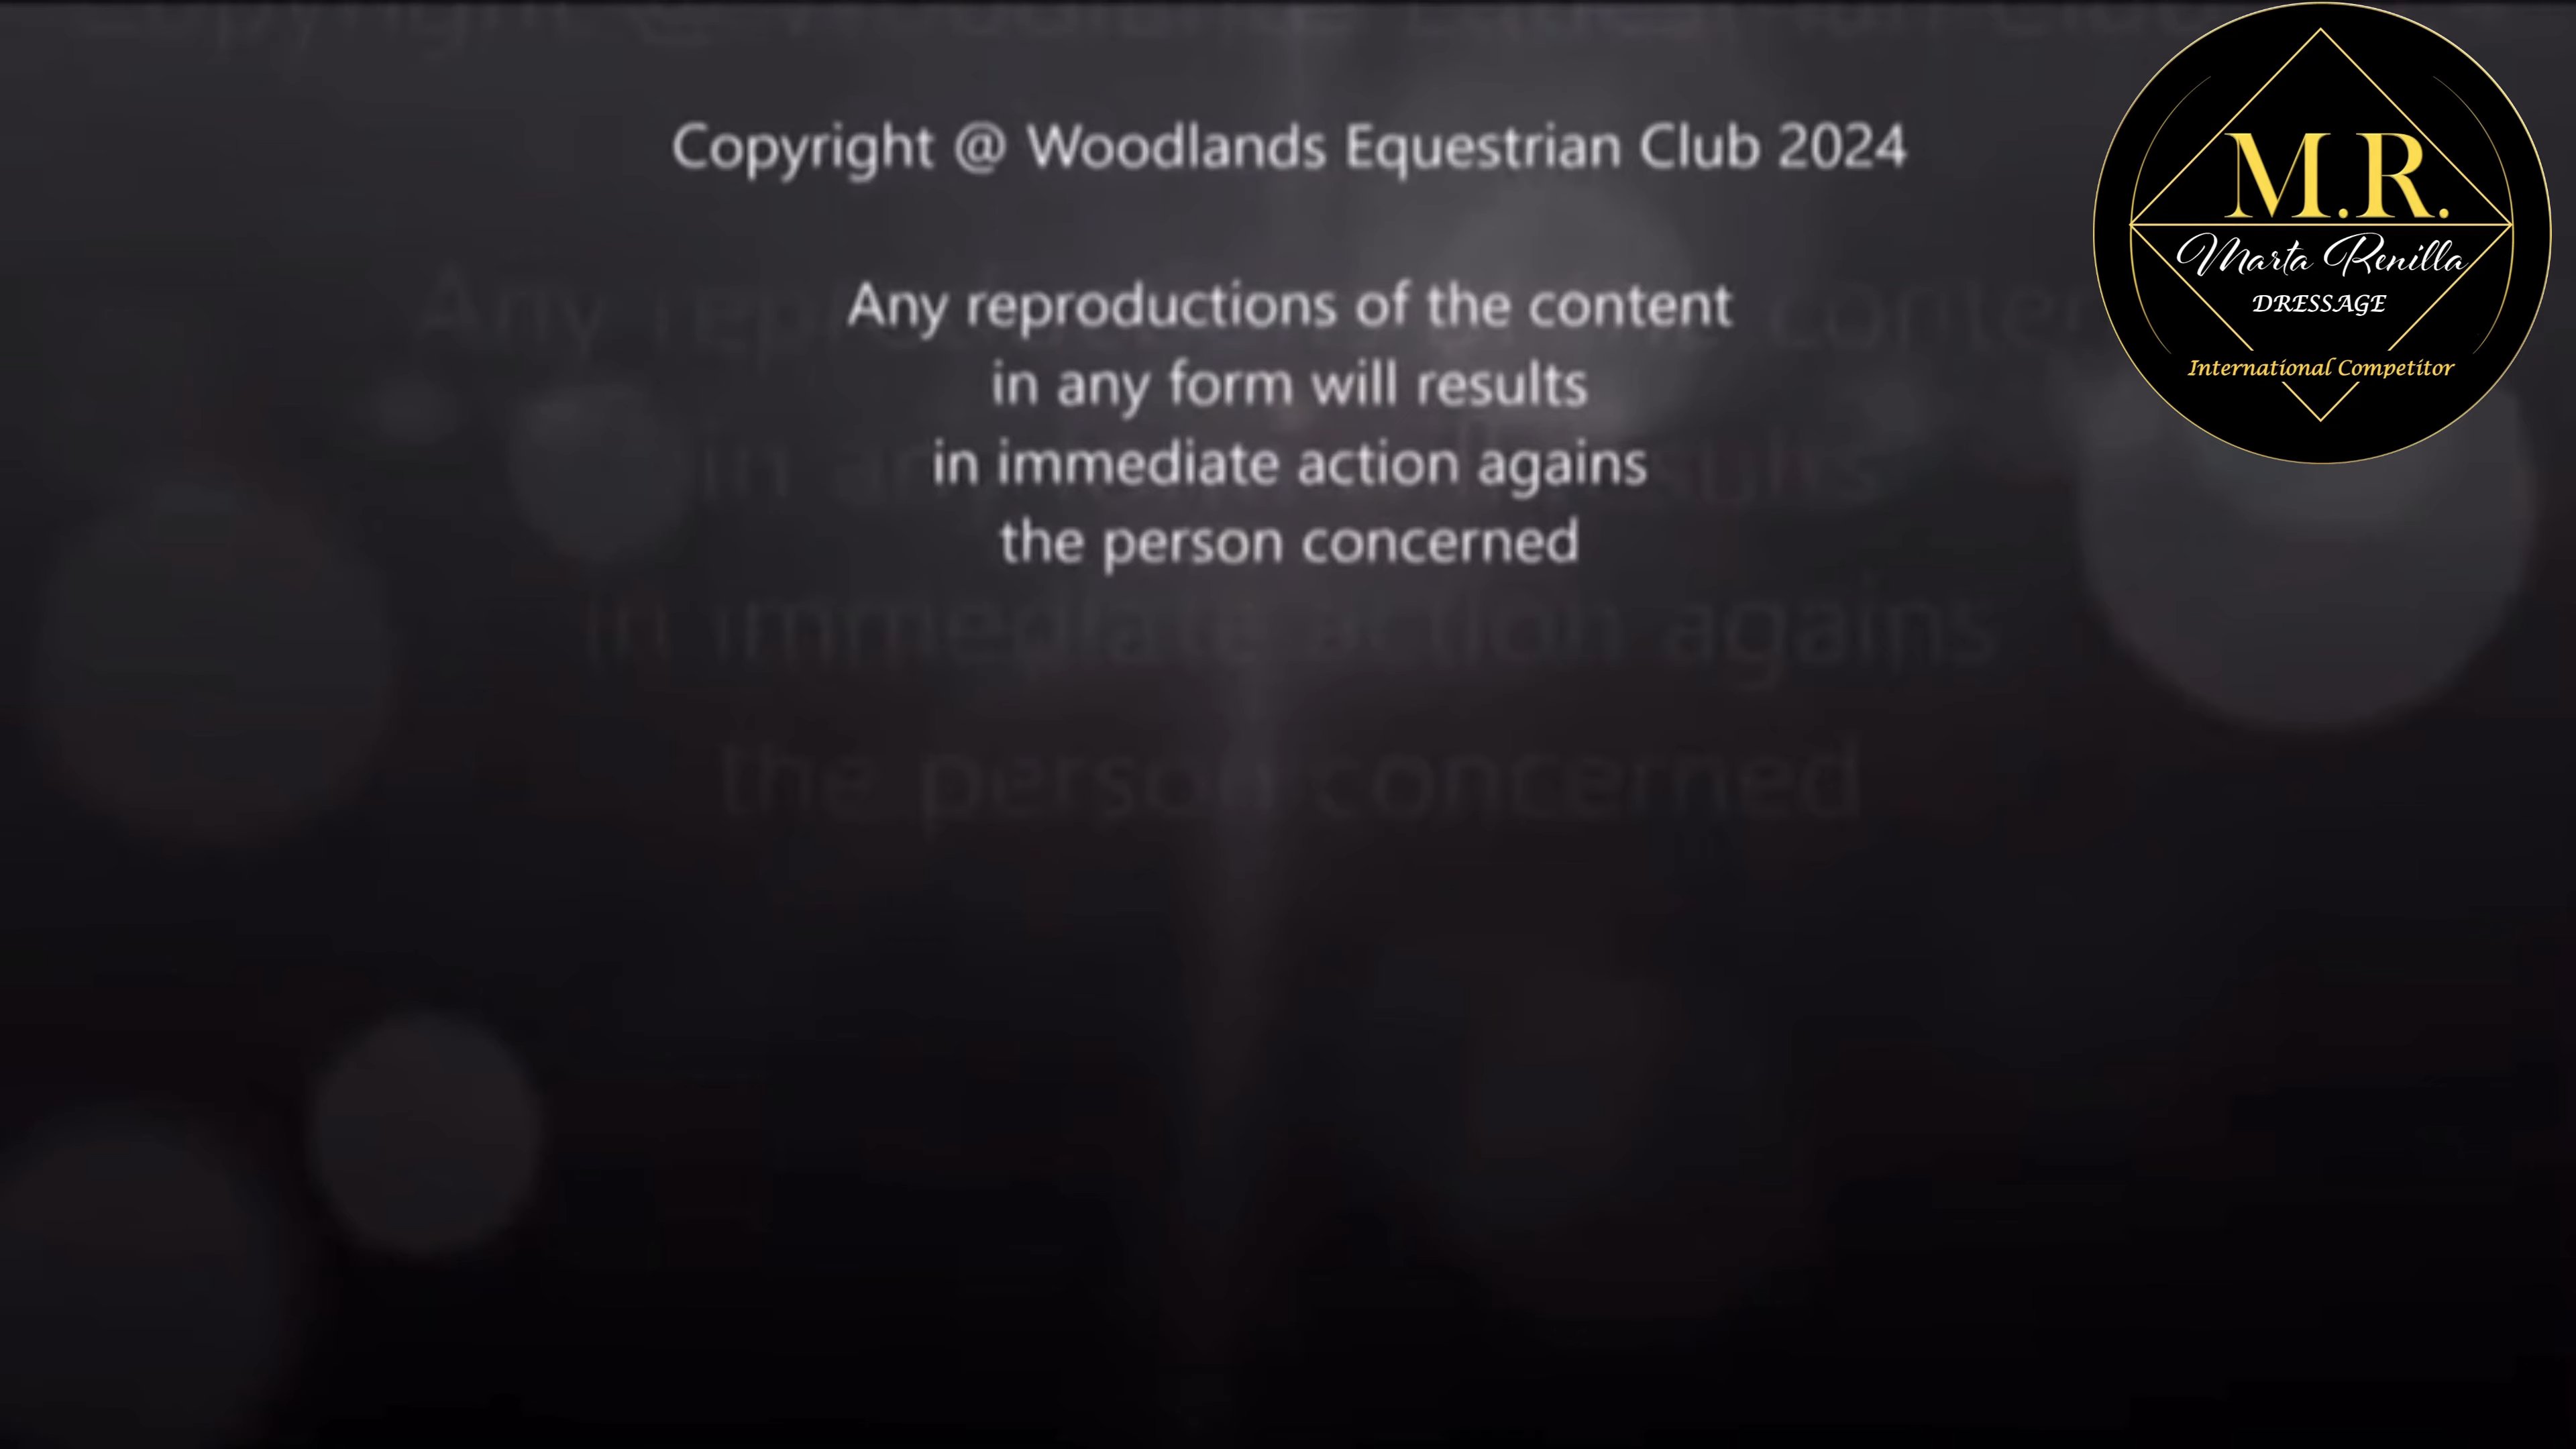 Copyright @ Woodlands Equestrian Club 2024
Any reproductions of the content
in any form will results
in immediate action agains
the person concerned
M.R.
Marta Renilla
DRESSAGE
International Competitor